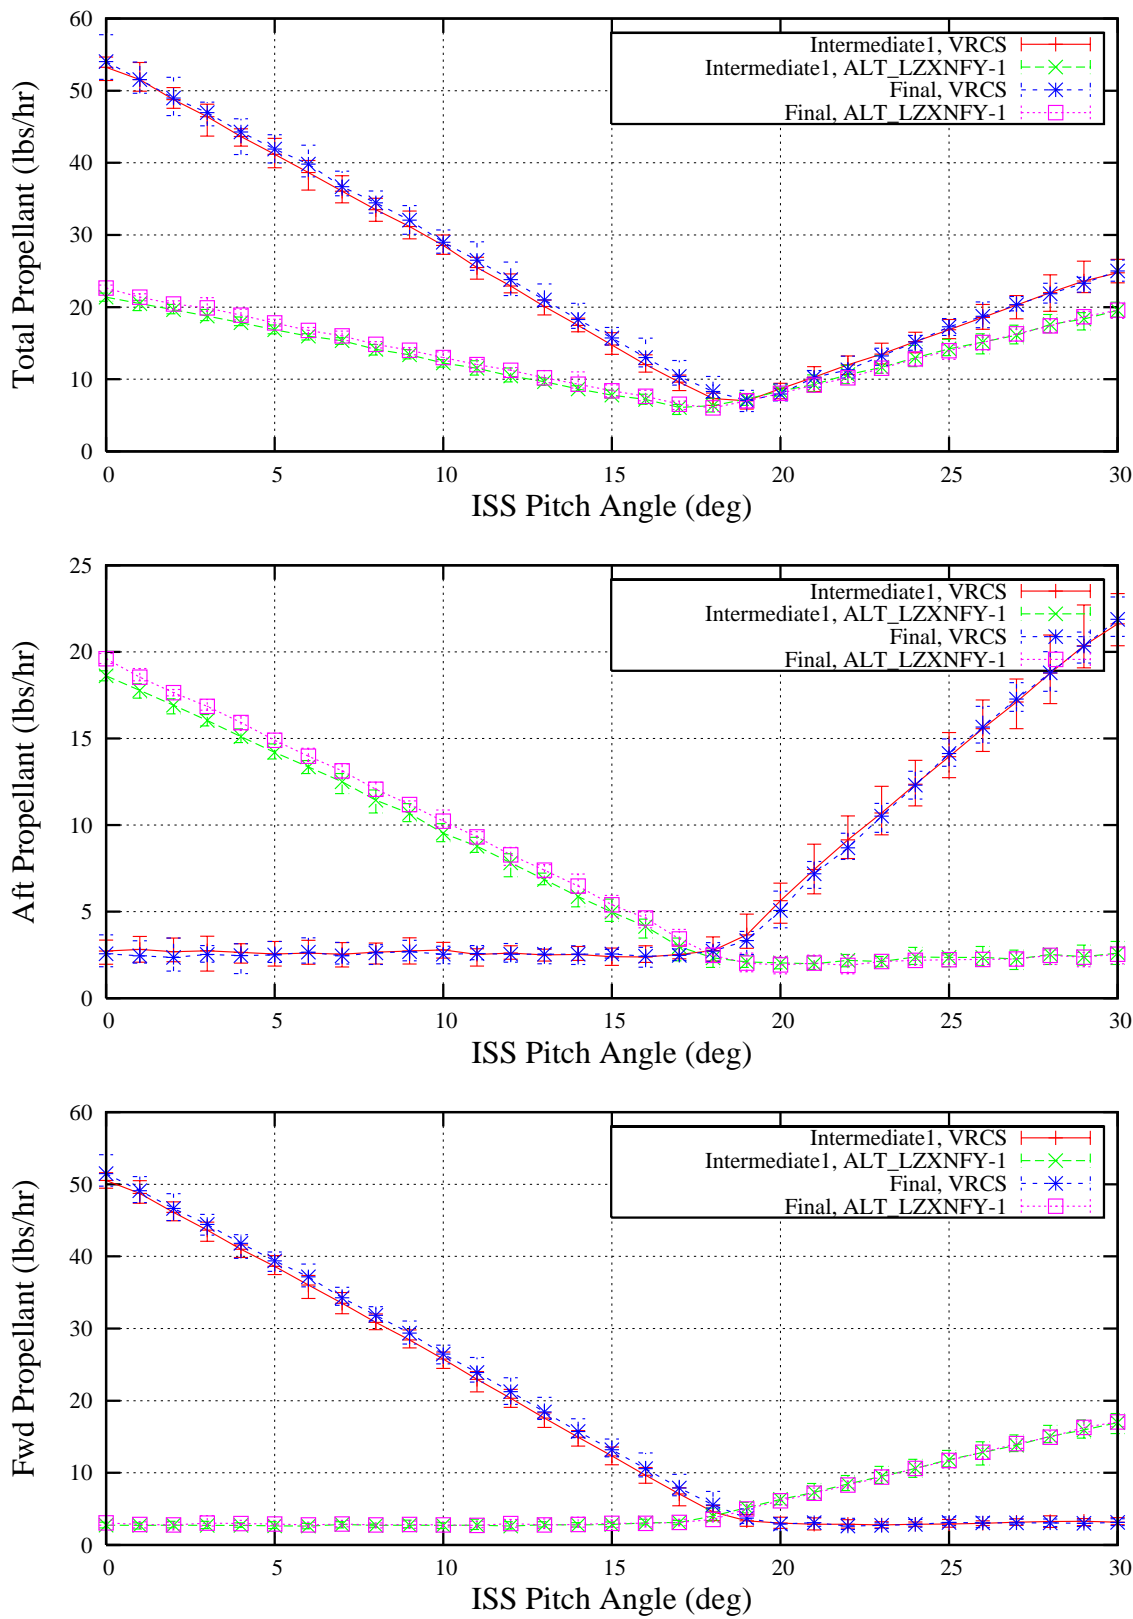 60
50
40
30
20
10
0
Total Propellant (lbs/hr)
Intermediate1, VRCS
Intermediate1, ALT_LZXNFY-1
Final, VRCS
Final, ALT_LZXNFY-1
0 5 10 15 20 25 30
ISS Pitch Angle (deg)
25
20
15
10
5
0
Aft Propellant (lbs/hr)
Intermediate1, VRCS
Intermediate1, ALT_LZXNFY-1
Final, VRCS
Final, ALT_LZXNFY-1
0 5 10 15 20 25 30
ISS Pitch Angle (deg)
60
50
40
30
20
10
0
Fwd Propellant (lbs/hr)
Intermediate1, VRCS
Intermediate1, ALT_LZXNFY-1
Final, VRCS
Final, ALT_LZXNFY-1
0 5 10 15 20 25 30
ISS Pitch Angle (deg)